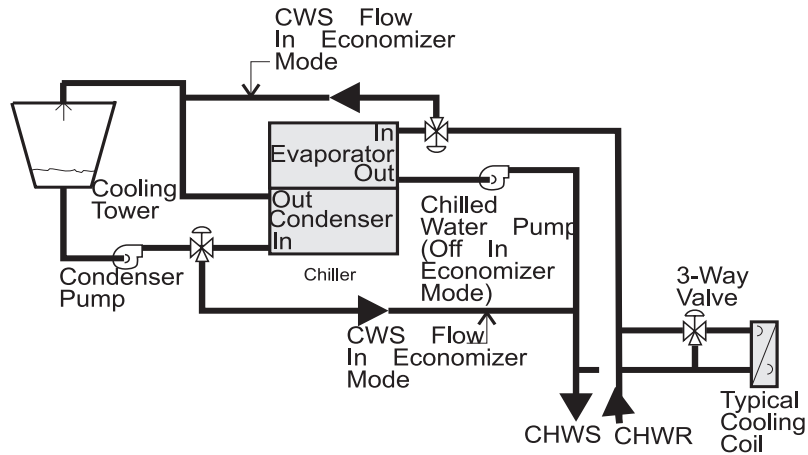 CWS Flow
In Economizer
Mode
In
Evaporator
Out
Cooling
Tower
Out
Condenser
In
Chilled
Water Pump
(Off In
Economizer
Mode)
Condenser
Pump
Chiller
3-Way
Valve
CWS Flow
In Economizer
Mode
Typical
Cooling
Coil
CHWS
CHWR